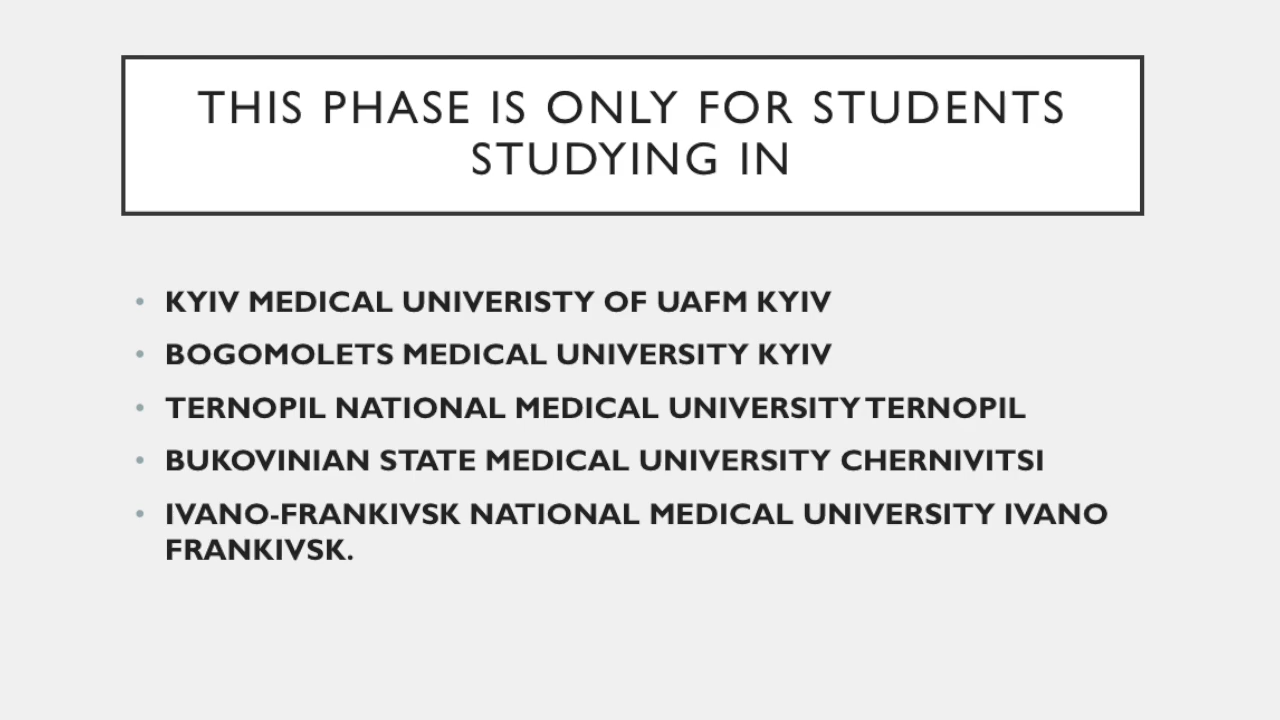 THIS PHASE IS ONLY FOR STUDENTS
STUDYING IN
• KYIV MEDICAL UNIVERISTY OF UAFM KYIV
• BOGOMOLETS MEDICAL UNIVERSITY KYIV
• TERNOPIL NATIONAL MEDICAL UNIVERSITY TERNOPIL
• BUKOVINIAN STATE MEDICAL UNIVERSITY CHERNIVITSI
• IVANO-FRANKIVSK NATIONAL MEDICAL UNIVERSITY IVANO
FRANKIVSK.